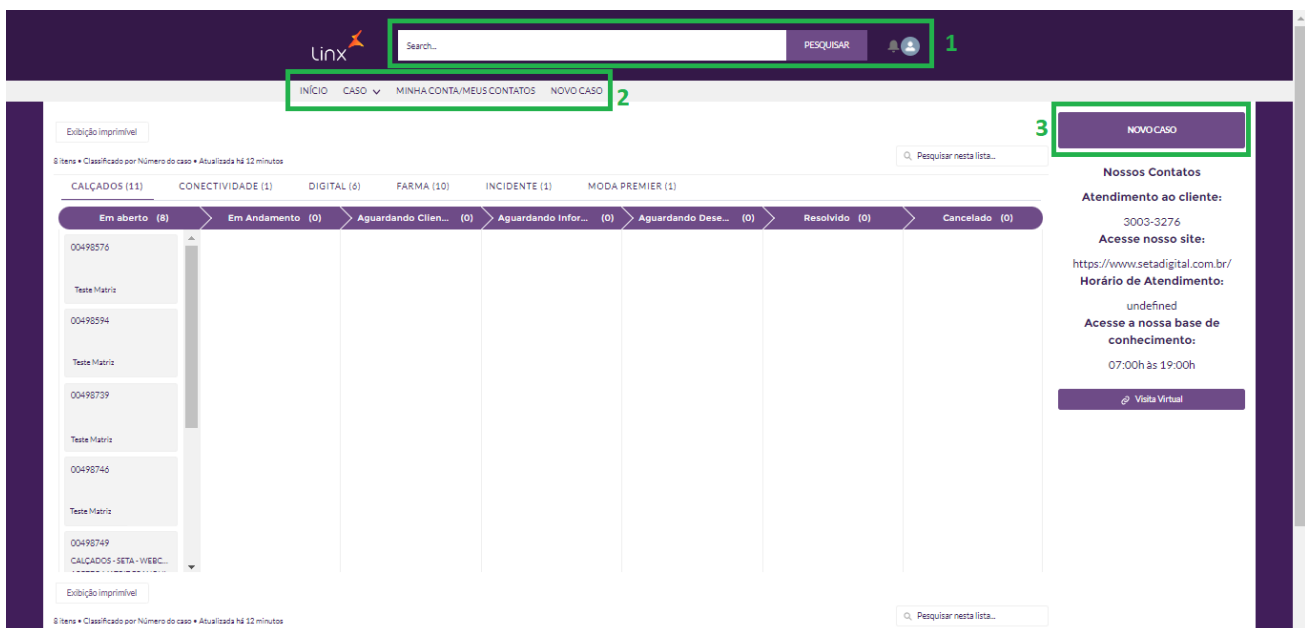 Linx
Search...
PESQUISAR
1
INÍCIO CASO MINHA CONTA/MEUS CONTATOS NOVO CASO
2
Exibição imprimível
8 itens • Classificado por Número do caso • Atualizada há 12 minutos
Pesquisar nesta lista...
CALÇADOS (11) CONECTIVIDADE (1) DIGITAL (6) FARMA (10) INCIDENTE (1) MODA PREMIER (1)
Em aberto (8) Em Andamento (0) Aguardando Clien... (0) Aguardando Infor... (0) Aguardando Dese... (0) Resolvido (0) Cancelado (0)
00498576
Teste Matriz
00498594
Teste Matriz
00498739
Teste Matriz
00498746
Teste Matriz
00498749
CALÇADOS - SETA - WEBC...
3
NOVO CASO
Nossos Contatos
Atendimento ao cliente:
3003-3276
Acesse nosso site:
https://www.setadigital.com.br/
Horário de Atendimento:
undefined
Acesse a nossa base de
conhecimento:
07:00h às 19:00h
Visita Virtual
Exibição imprimível
8 itens • Classificado por Número do caso • Atualizada há 12 minutos
Pesquisar nesta lista...